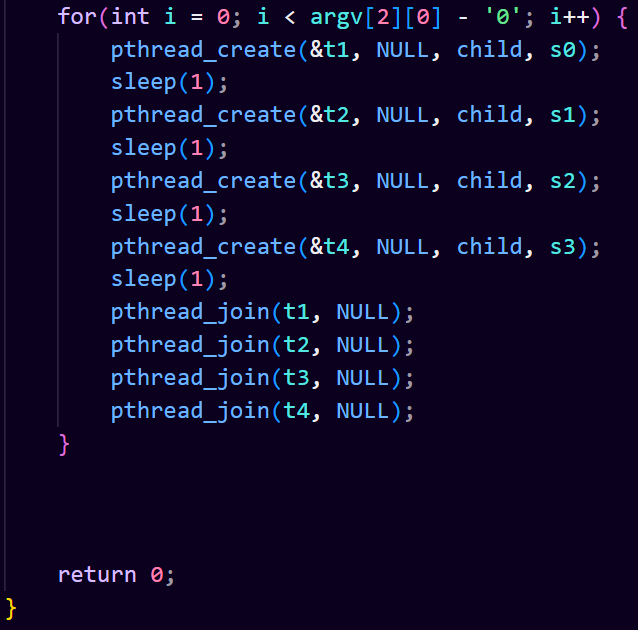 for(int i = 0; i < argv[2][0] - '0'; i++) {
pthread_create(&t1, NULL, child, s0);
sleep(1);
pthread_create(&t2, NULL, child, s1);
sleep(1);
pthread_create(&t3, NULL, child, s2);
sleep(1);
pthread_create(&t4, NULL, child, s3);
sleep(1);
pthread_join(t1, NULL);
pthread_join(t2, NULL);
pthread_join(t3, NULL);
pthread_join(t4, NULL);
}
return 0;
}